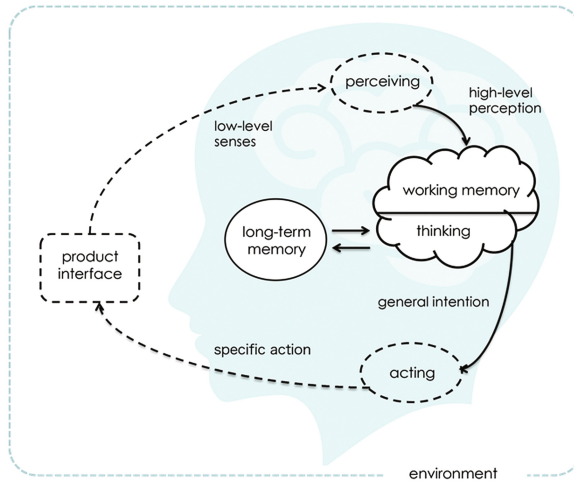 perceiving
high-level
perception
low-level
senses
working memory
thinking
long-term
memory
product
interface
general intention
specific action
acting
environment